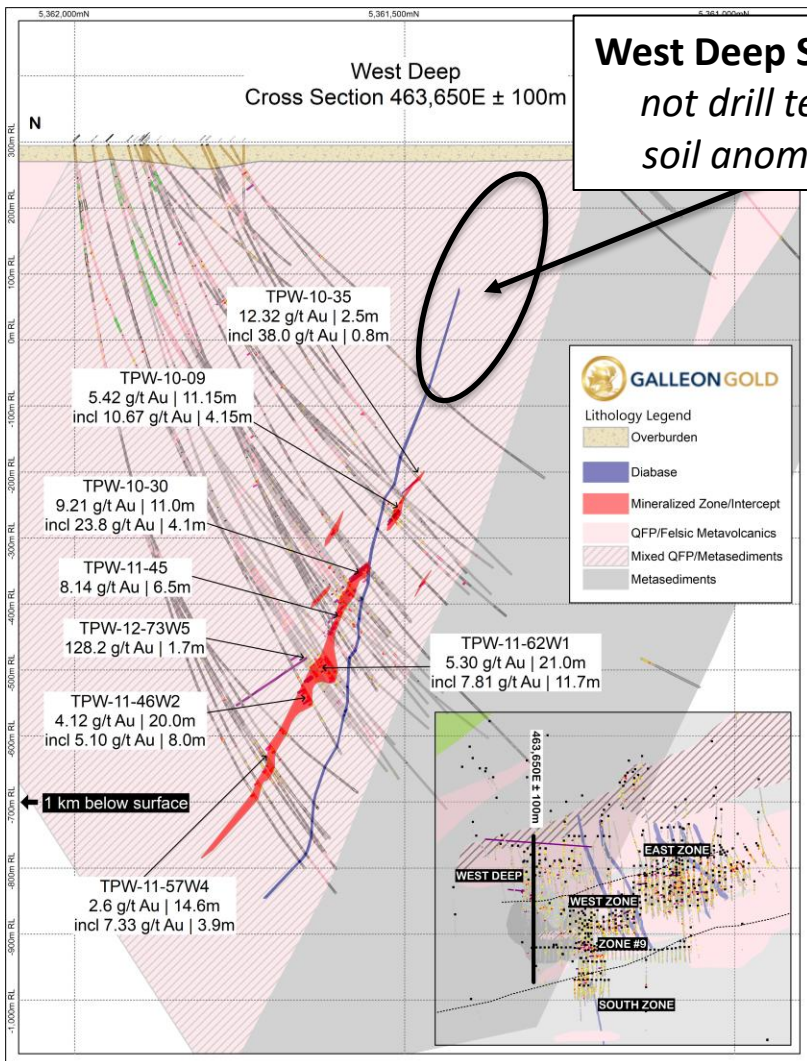 5,362,000mN
5,361,500mN
West Deep
Cross Section 463,650E ± 100m
West Deep S
not drill te
soil anom
N
300m RL
200m RL
100m RL
0m RL
-100m RL
-200m RL
-300m RL
-400m RL
-500m RL
-600m RL
-700m RL
-800m RL
-900m RL
-1,000m RL
TPW-10-35
12.32 g/t Au | 2.5m
incl 38.0 g/t Au | 0.8m
TPW-10-09
5.42 g/t Au | 11.15m
incl 10.67 g/t Au | 4.15m
TPW-10-30
9.21 g/t Au | 11.0m
incl 23.8 g/t Au | 4.1m
TPW-11-45
8.14 g/t Au | 6.5m
TPW-12-73W5
128.2 g/t Au | 1.7m
TPW-11-62W1
5.30 g/t Au | 21.0m
incl 7.81 g/t Au | 11.7m
TPW-11-46W2
4.12 g/t Au | 20.0m
incl 5.10 g/t Au | 8.0m
1 km below surface
TPW-11-57W4
2.6 g/t Au | 14.6m
incl 7.33 g/t Au | 3.9m
GALLEON GOLD
Lithology Legend
Overburden
Diabase
Mineralized Zone/Intercept
QFP/Felsic Metavolcanics
Mixed QFP/Metasediments
Metasediments
463,650E ± 100m
EAST ZONE
WEST DEEP
WEST ZONE
ZONE #9
SOUTH ZONE